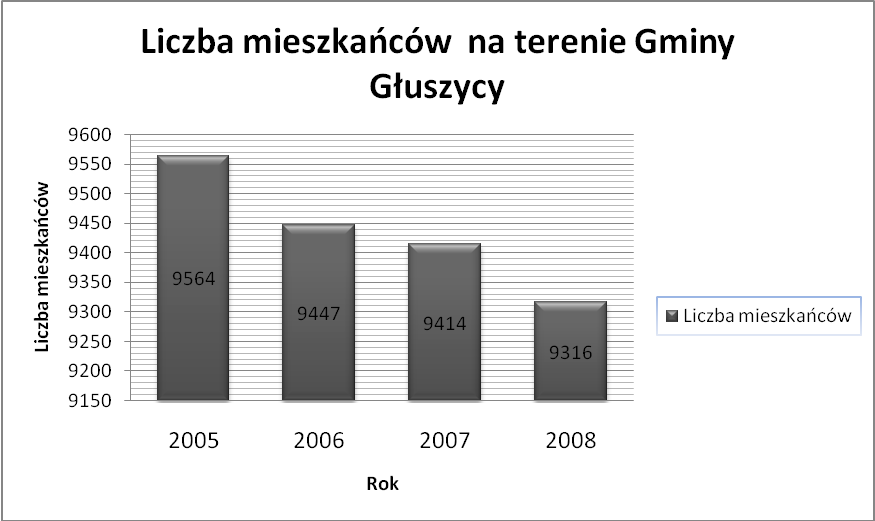 Liczba mieszkańców  na terenie Gminy
Głuszycy
Liczba mieszkańców
9600
9550
9500
9450
9400
9350
9300
9250
9200
9150
9564
9447
9414
9316
2005 2006 2007 2008
Rok
Liczba mieszkańców